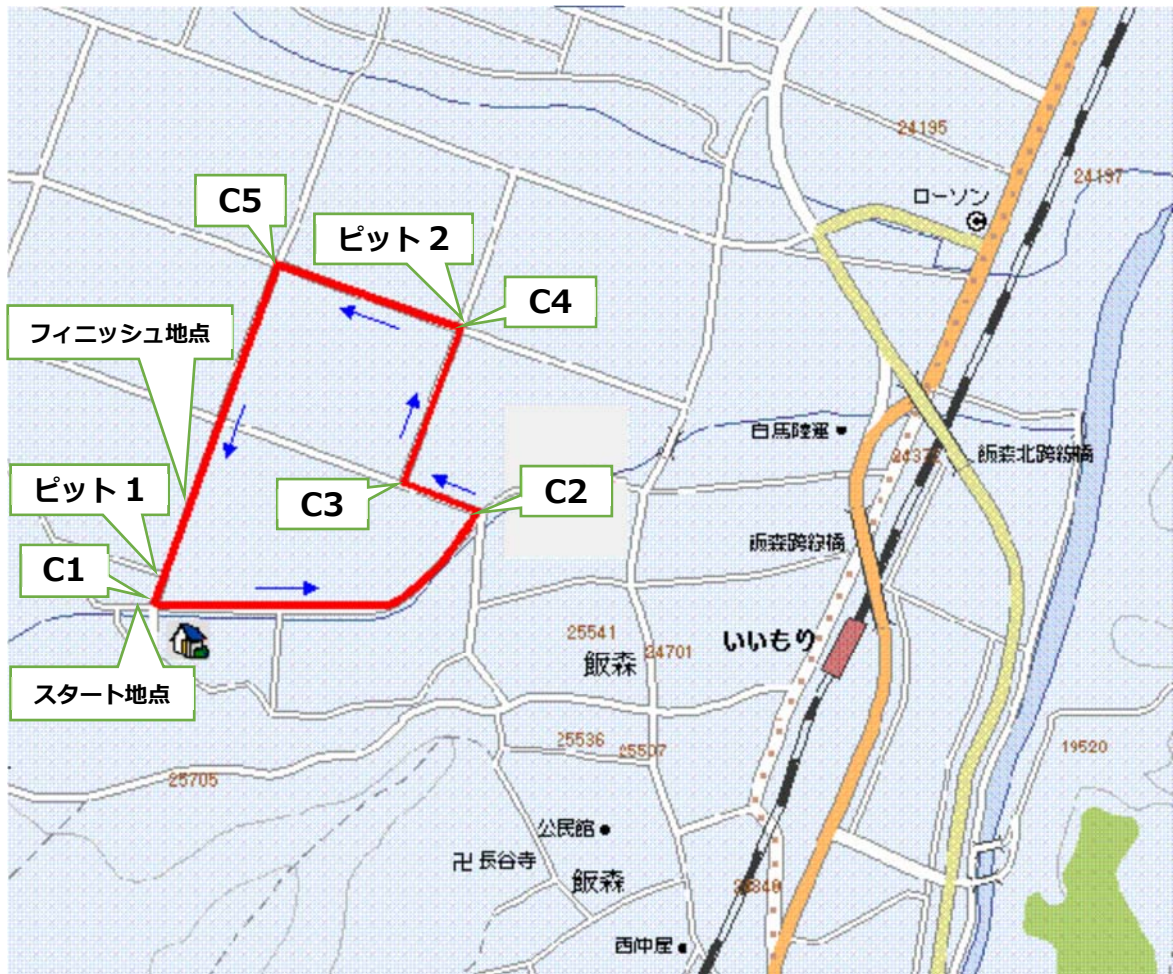 24195
24197
ローソン
C5
ピット 2
C4
フィニッシュ地点
白馬陸運
飯森北跨線橋
ピット 1
C3
C2
飯森跨線橋
C1
スタート地点
25541
飯森
24701
いいもり
25536
25507
19520
25705
公民館
卍 長谷寺
飯森
西仲屋